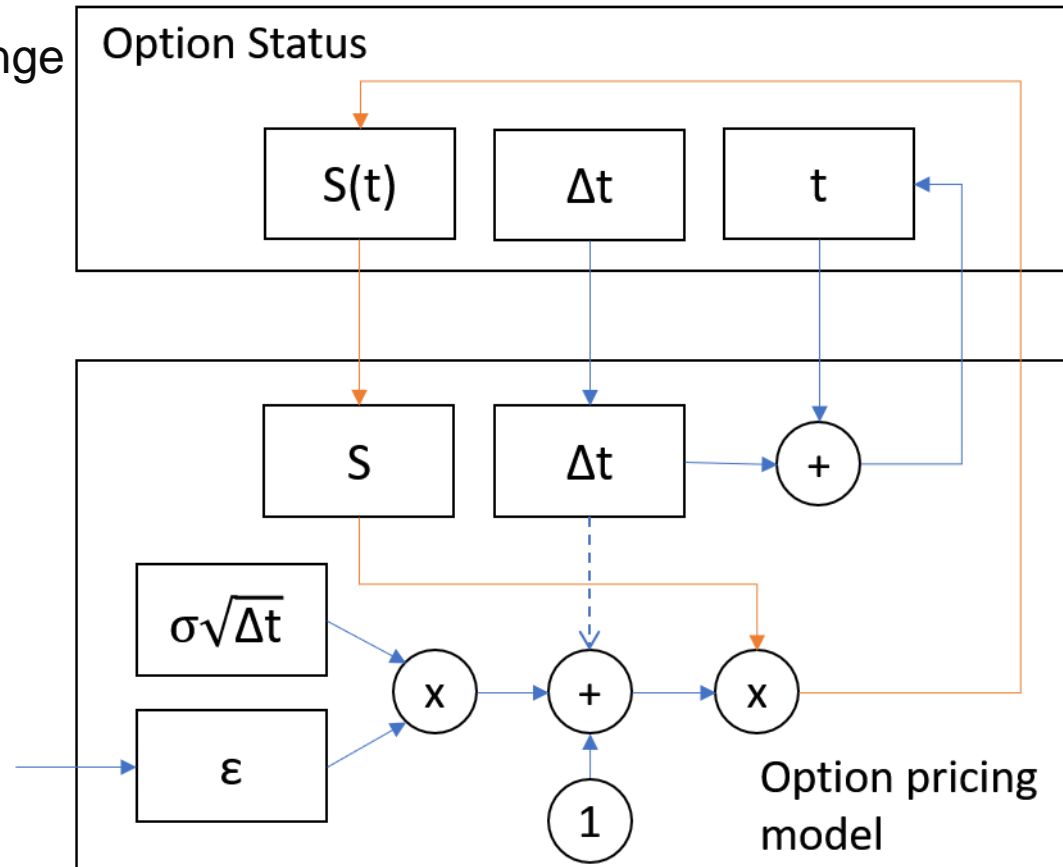 nge
Option Status
S(t)
Δt
t
S
Δt
+
σ√Δt
x
+
x
ε
1
Option pricing
model